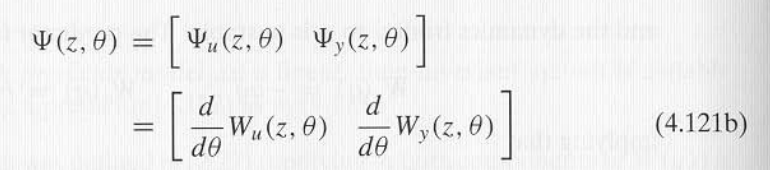 Ψ(z, θ) = [ Ψ_u(z, θ)   Ψ_y(z, θ) ]
= [ d/dθ W_u(z, θ)   d/dθ W_y(z, θ) ]   (4.121b)